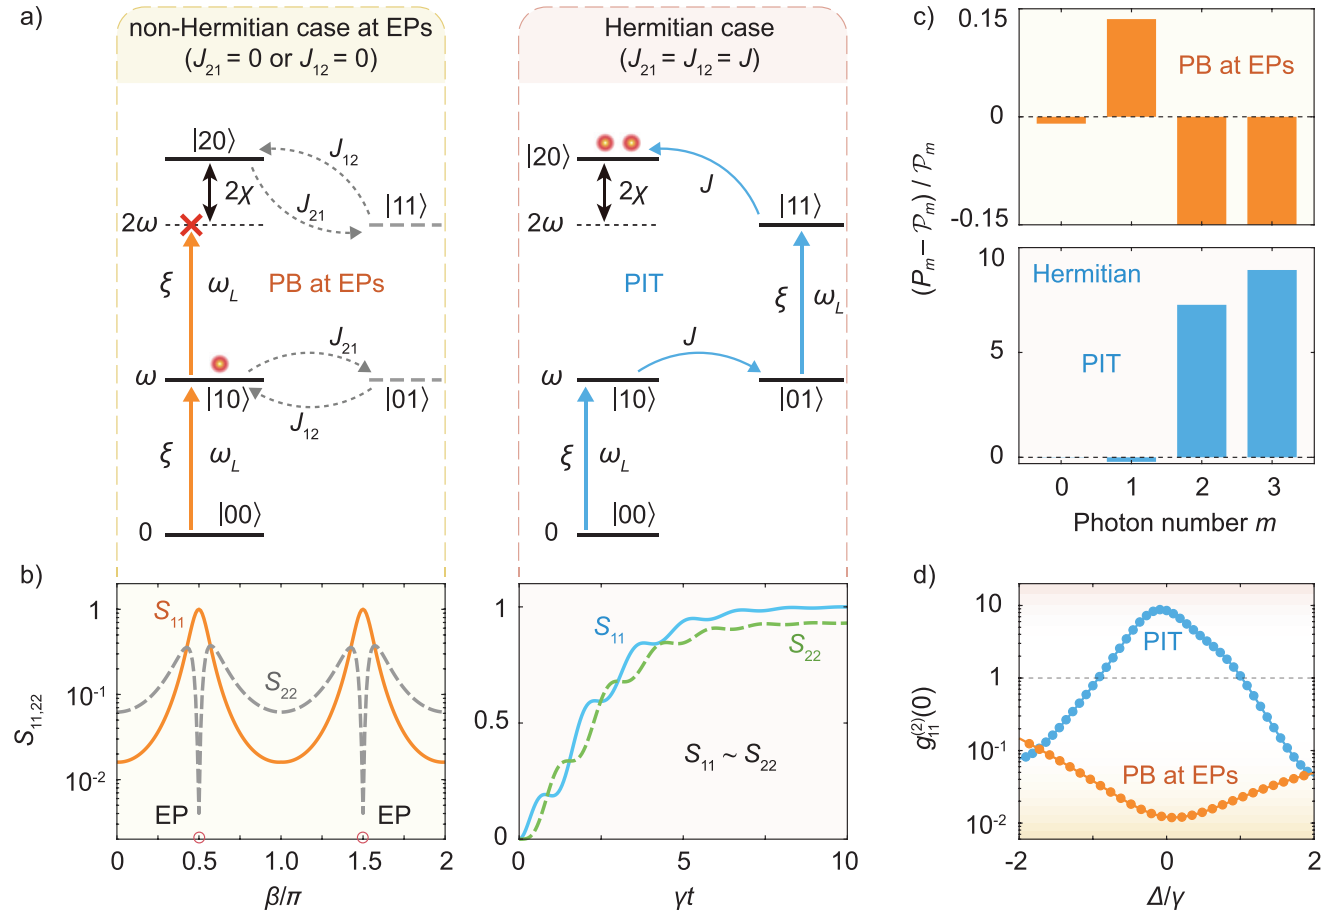 a)
non-Hermitian case at EPs
(J₂₁ = 0 or J₁₂ = 0)
|20⟩
J₁₂
2χ
J₂₁
|11⟩
2ω
ξ
ω_L
PB at EPs
J₂₁
ω
|10⟩
|01⟩
J₁₂
ξ
ω_L
|00⟩
0
Hermitian case
(J₂₁ = J₁₂ = J)
|20⟩
2χ
J
|11⟩
2ω
PIT
ξ
ω_L
J
ω
|10⟩
|01⟩
ξ
ω_L
|00⟩
0
b)
S₁₁,₂₂
1
10⁻¹
10⁻²
S₁₁
S₂₂
EP
EP
0
0.5
1
1.5
2
β/π
1
0.5
0
S₁₁
S₂₂
S₁₁ ~ S₂₂
0
5
10
γt
c)
(Pₘ − 𝒫ₘ) / 𝒫ₘ
0.15
0
-0.15
PB at EPs
10
5
0
Hermitian
PIT
0
1
2
3
Photon number m
d)
g₁₁⁽²⁾(0)
10
1
10⁻¹
10⁻²
PIT
PB at EPs
-2
0
2
Δ/γ